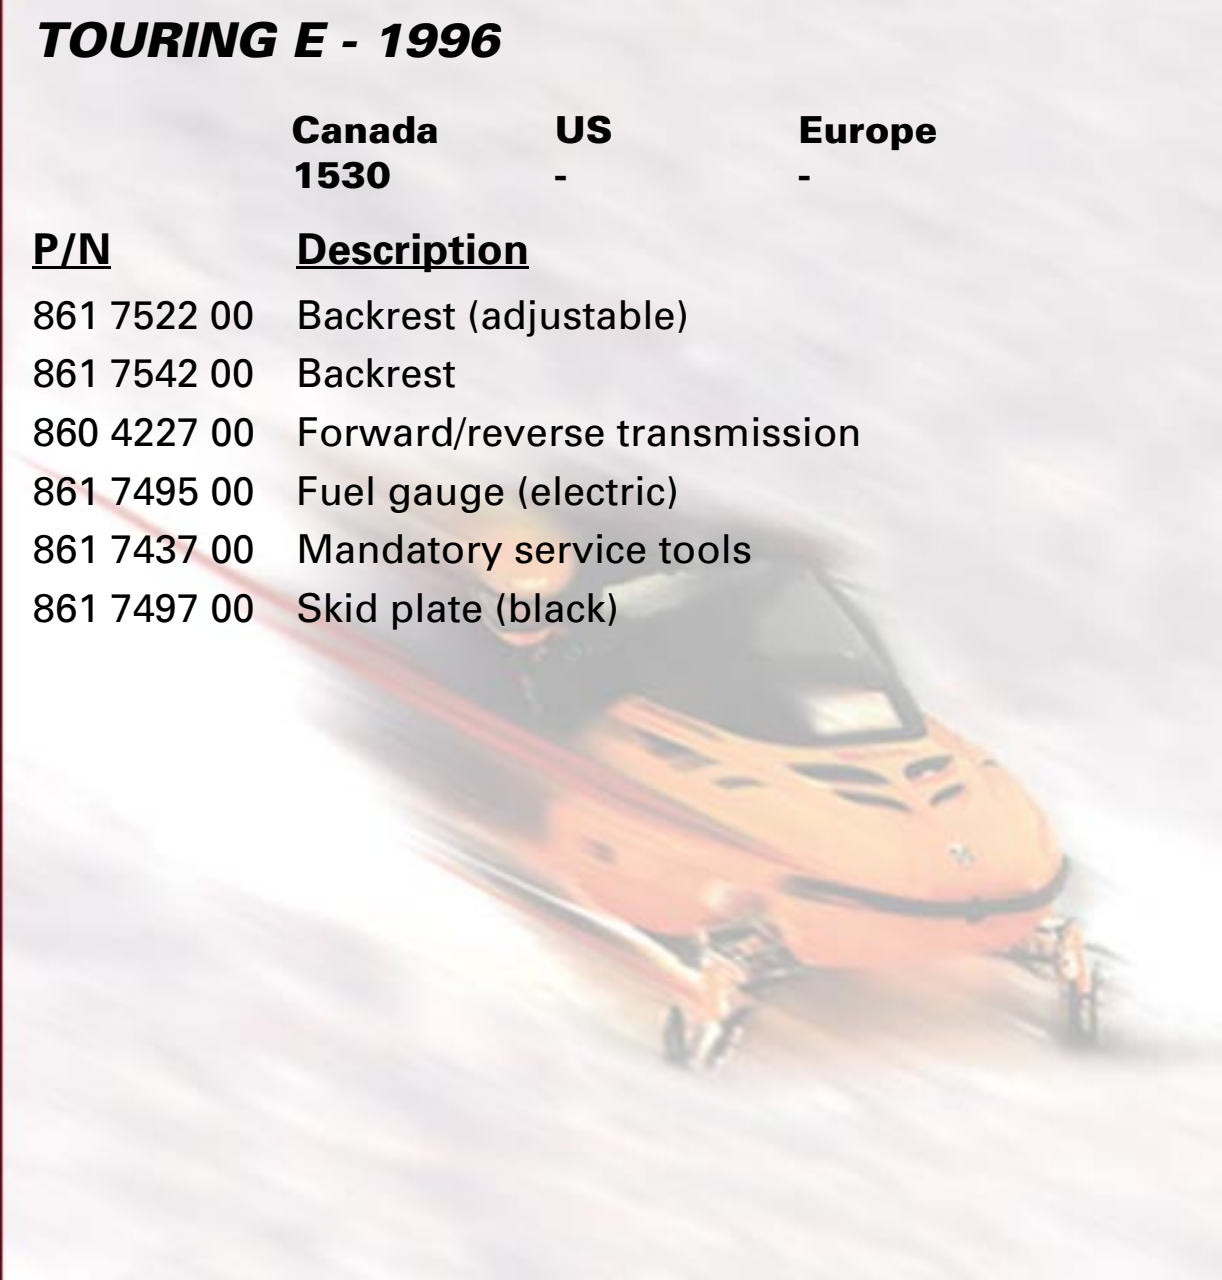 TOURING E - 1996
Canada US Europe
1530 - -
P/N Description
861 7522 00 Backrest (adjustable)
861 7542 00 Backrest
860 4227 00 Forward/reverse transmission
861 7495 00 Fuel gauge (electric)
861 7437 00 Mandatory service tools
861 7497 00 Skid plate (black)